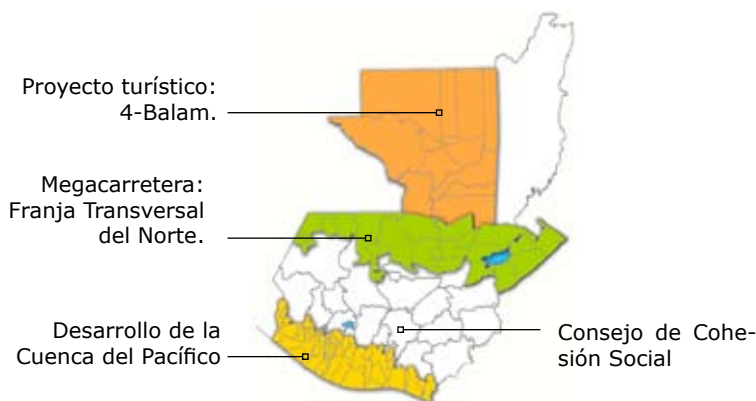 Proyecto turístico:
4-Balam.
Megacarretera:
Franja Transversal
del Norte.
Desarrollo de la
Cuenca del Pacífico
Consejo de Cohe-
sión Social